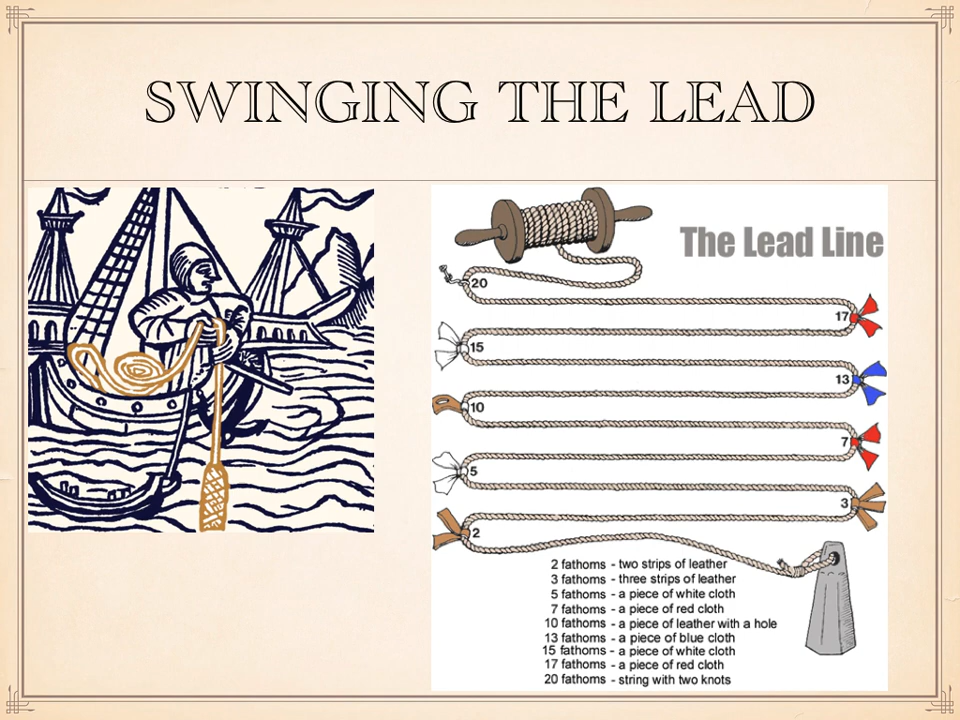 SWINGING THE LEAD
The Lead Line
20
17
15
13
10
7
5
3
2
2 fathoms - two strips of leather
3 fathoms - three strips of leather
5 fathoms - a piece of white cloth
7 fathoms - a piece of red cloth
10 fathoms - a piece of leather with a hole
13 fathoms - a piece of blue cloth
15 fathoms - a piece of white cloth
17 fathoms - a piece of red cloth
20 fathoms - string with two knots